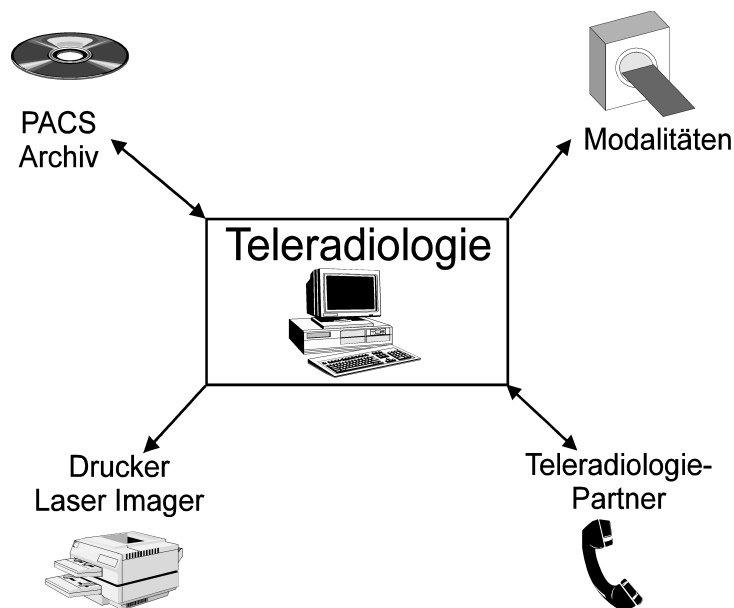 PACS
Archiv
Modalitäten
Teleradiologie
Drucker
Laser Imager
Teleradiologie-
Partner